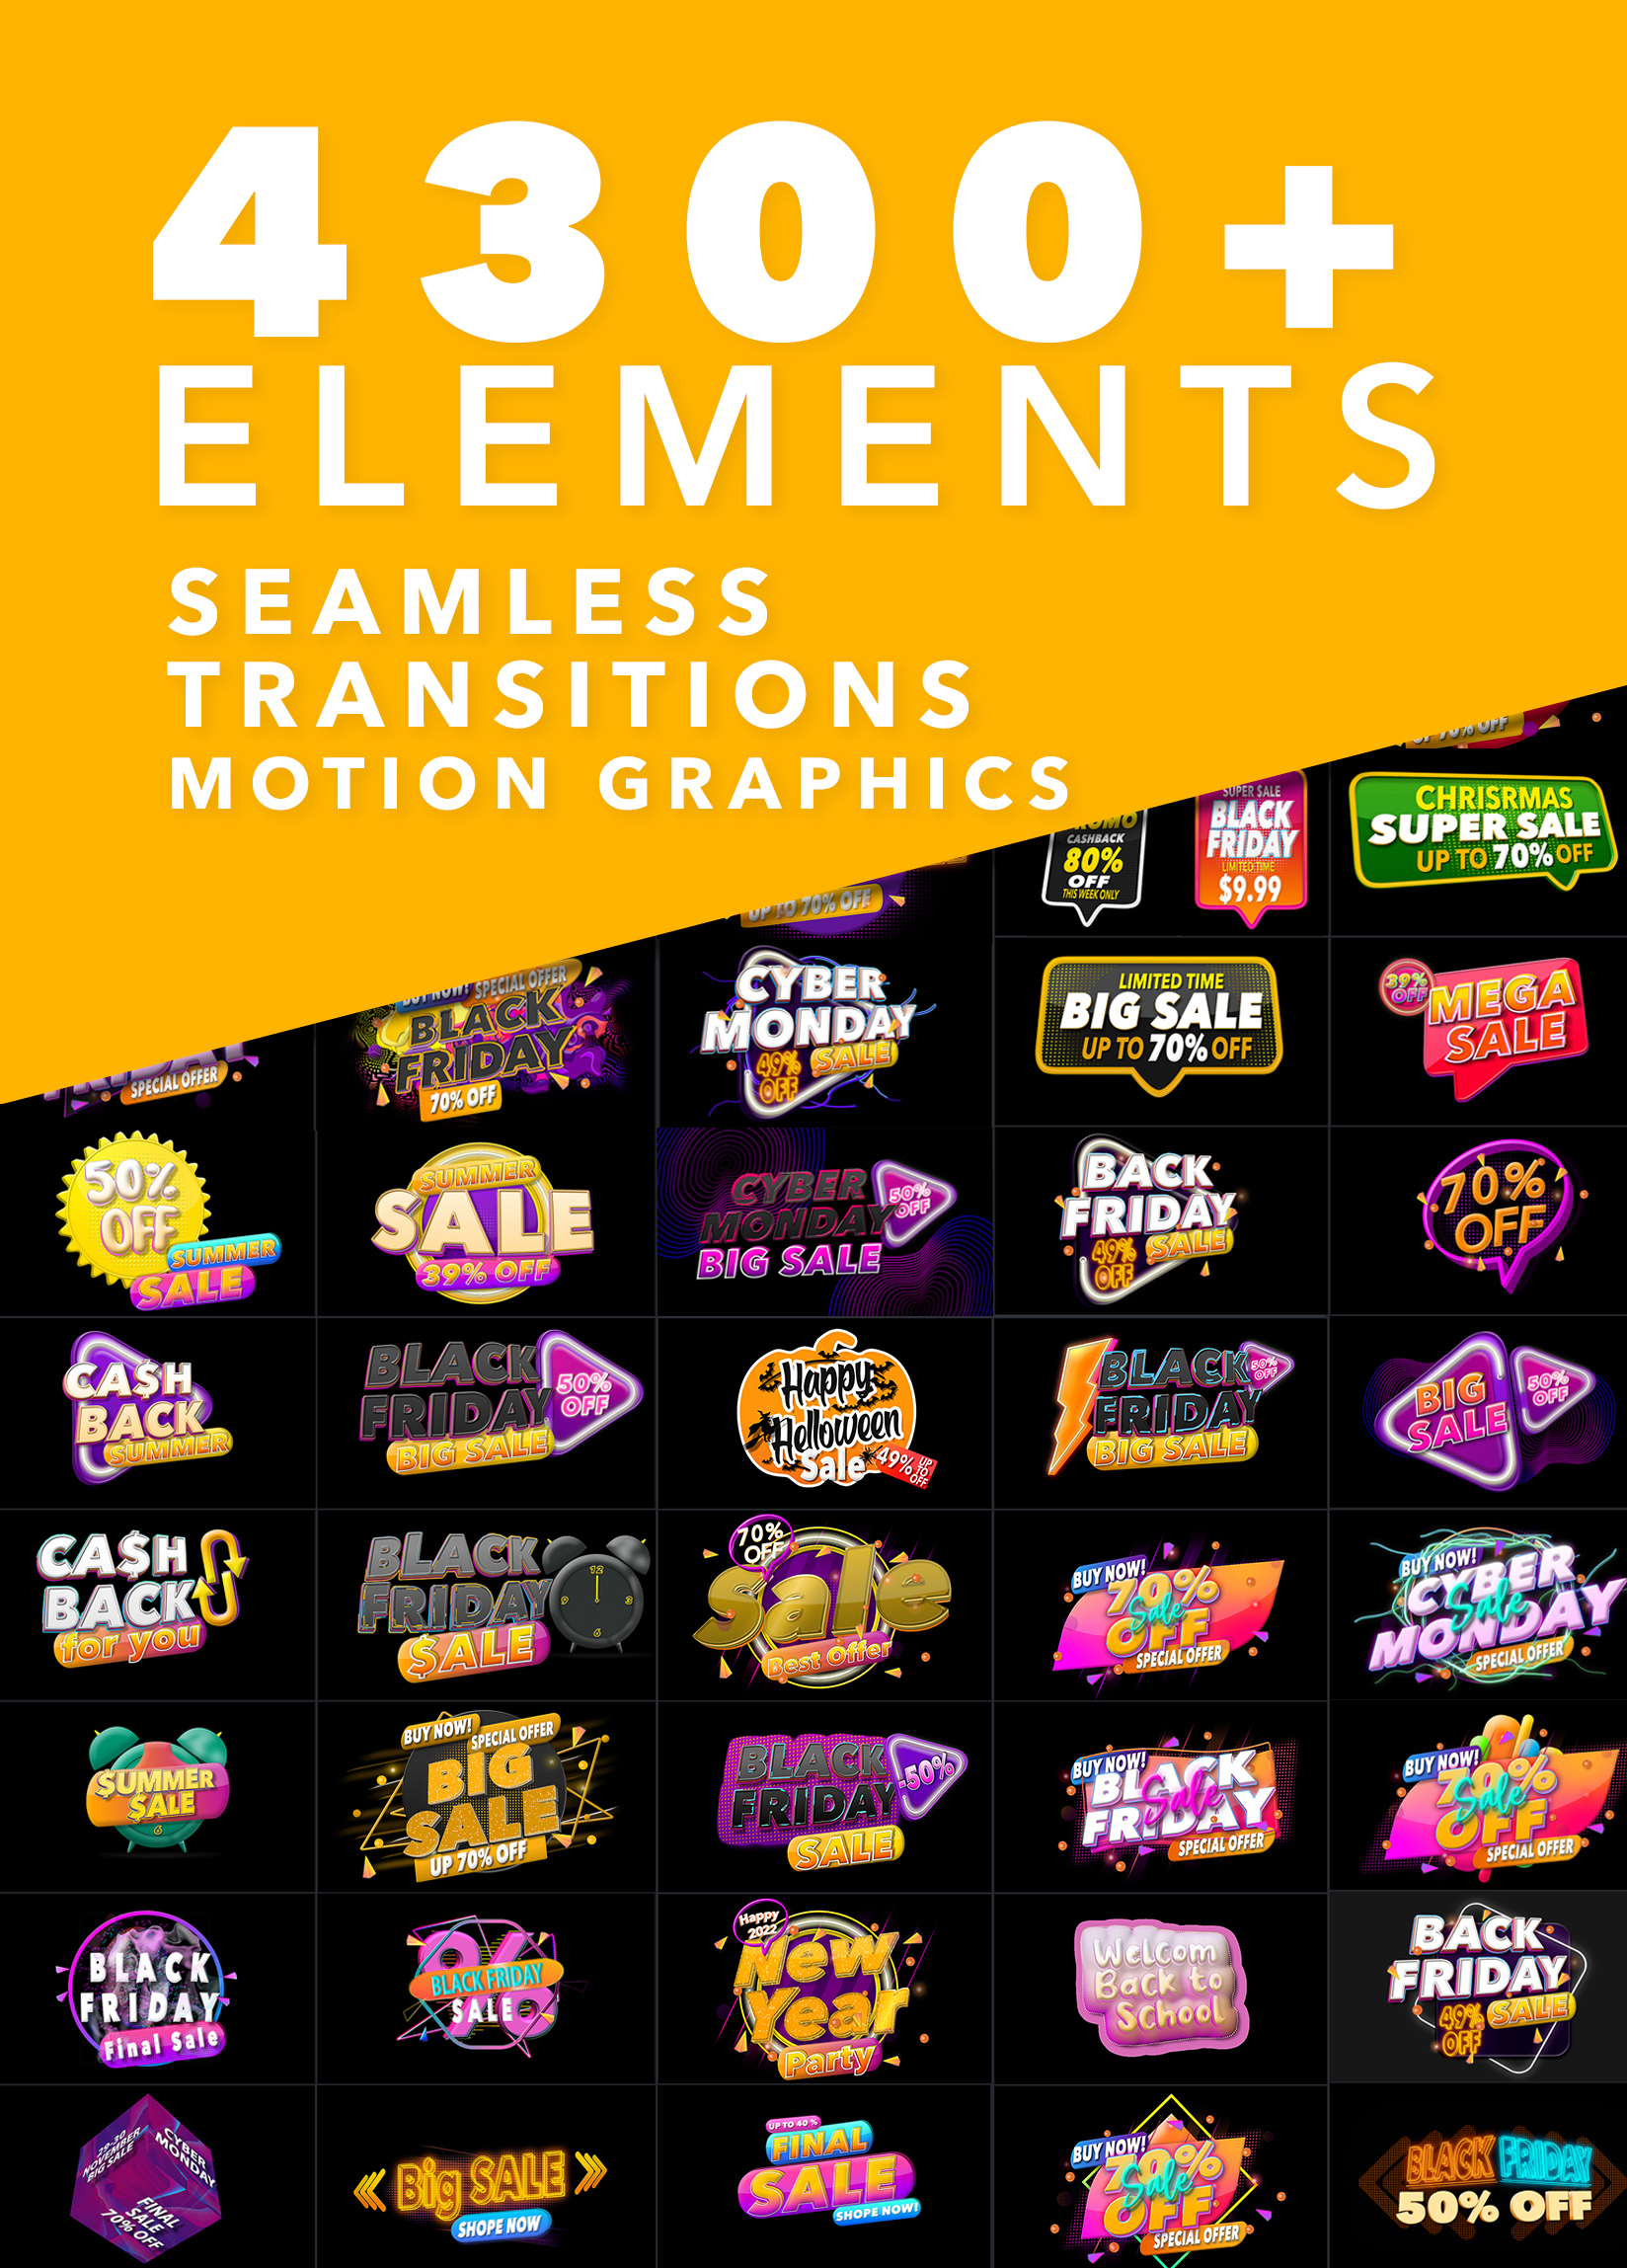 4300+
ELEMENTS
SEAMLESS
TRANSITIONS
MOTION GRAPHICS
UP TO 70% OFF
CASHBACK
80%
OFF
THIS WEEK ONLY
SUPER $ALE
BLACK
FRIDAY
LIMITED TIME
$9.99
CHRISRMAS
SUPER SALE
UP TO 70% OFF
SPECIAL OFFER
BUY NOW! SPECIAL OFFER
BLACK
FRIDAY
70% OFF
CYBER
MONDAY
49% SALE
OFF
LIMITED TIME
BIG SALE
UP TO 70% OFF
39%
OFF
MEGA
SALE
50%
OFF
SUMMER
SALE
SUMMER
SALE
39% OFF
CYBER
MONDAY
BIG SALE
50%
OFF
BACK
FRIDAY
49% SALE
OFF
70%
OFF
CA$H
BACK
SUMMER
BLACK
FRIDAY
BIG SALE
50%
OFF
Happy
Helloween
Sale
49% UP TO OFF
BLACK
FRIDAY
BIG SALE
50%
OFF
BIG
SALE
50%
OFF
CA$H
BACK
for you
BLACK
FRIDAY
$ALE
12
9 3
6
70%
OFF
Sale
Best Offer
BUY NOW!
70%
Sale
OFF
SPECIAL OFFER
BUY NOW!
CYBER
Sale
MONDAY
SPECIAL OFFER
$UMMER
$ALE
6
BUY NOW!
SPECIAL OFFER
BIG
SALE
UP 70% OFF
BLACK
FRIDAY
SALE
-50%
BUY NOW!
BLACK
Sale
FRIDAY
SPECIAL OFFER
BUY NOW!
70%
Sale
OFF
SPECIAL OFFER
BLACK
FRIDAY
Final Sale
%
BLACK FRIDAY
SALE
Happy
2022
New
Year
Party
Welcom
Back to
School
BACK
FRIDAY
49% SALE
OFF
29-30
NOVEMBER
BIG SALE
CYBER
MONDAY
FINAL
SALE
70% OFF
Big SALE
SHOPE NOW
UP TO 40 %
FINAL
SALE
SHOPE NOW!
BUY NOW!
70%
Sale
OFF
SPECIAL OFFER
BLACK FRIDAY
50% OFF